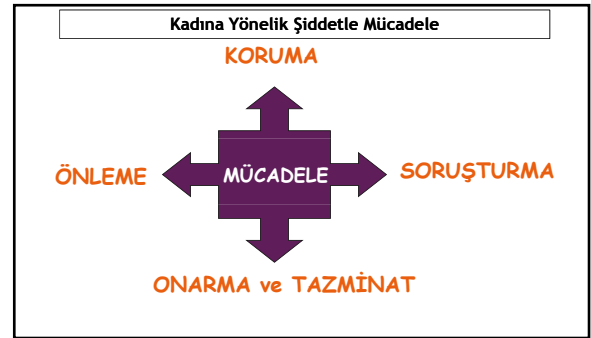 Kadına Yönelik Şiddetle Mücadele
KORUMA
ÖNLEME
MÜCADELE
SORUŞTURMA
ONARMA ve TAZMİNAT